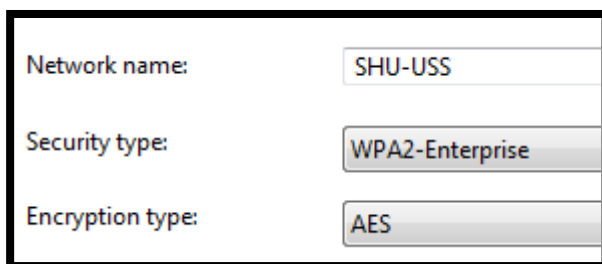 Network name: SHU-USS
Security type: WPA2-Enterprise
Encryption type: AES